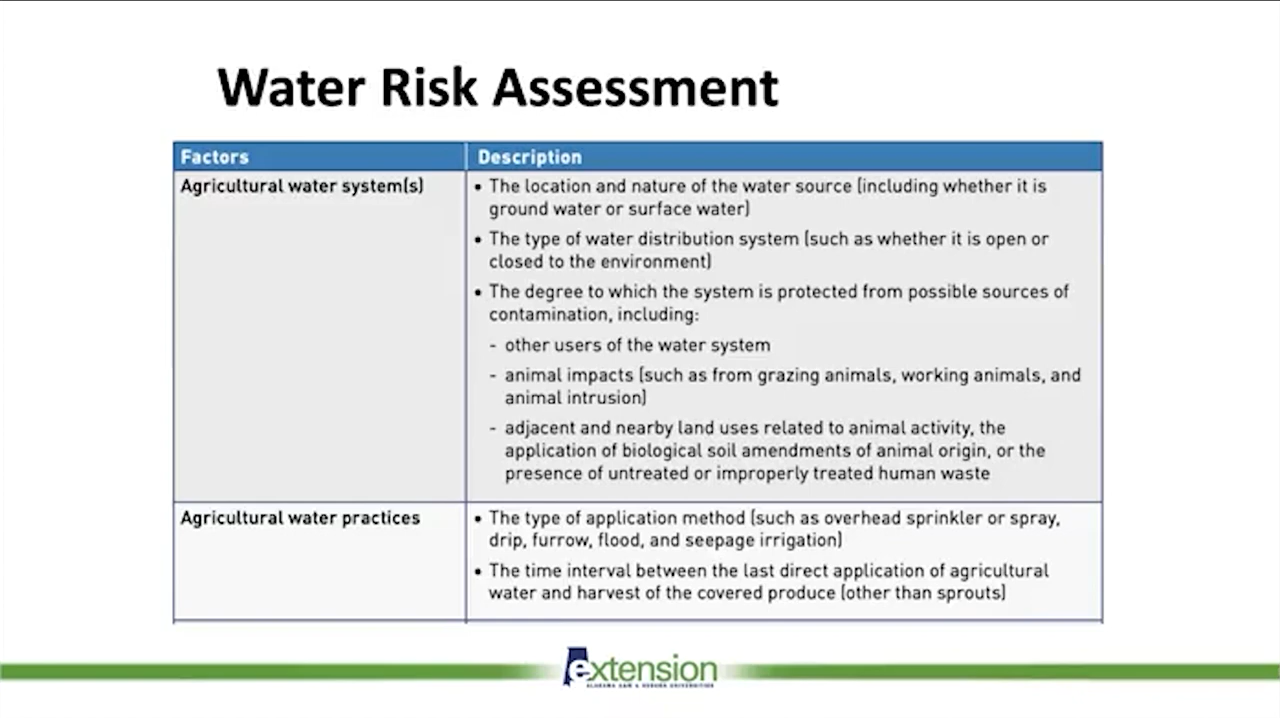 Water Risk Assessment
Factors
Description
Agricultural water system(s)
• The location and nature of the water source (including whether it is
ground water or surface water)
• The type of water distribution system (such as whether it is open or
closed to the environment)
• The degree to which the system is protected from possible sources of
contamination, including:
- other users of the water system
- animal impacts (such as from grazing animals, working animals, and
animal intrusion)
- adjacent and nearby land uses related to animal activity, the
application of biological soil amendments of animal origin, or the
presence of untreated or improperly treated human waste
Agricultural water practices
• The type of application method (such as overhead sprinkler or spray,
drip, furrow, flood, and seepage irrigation)
• The time interval between the last direct application of agricultural
water and harvest of the covered produce (other than sprouts)
extension
ALABAMA A&M & AUBURN UNIVERSITIES